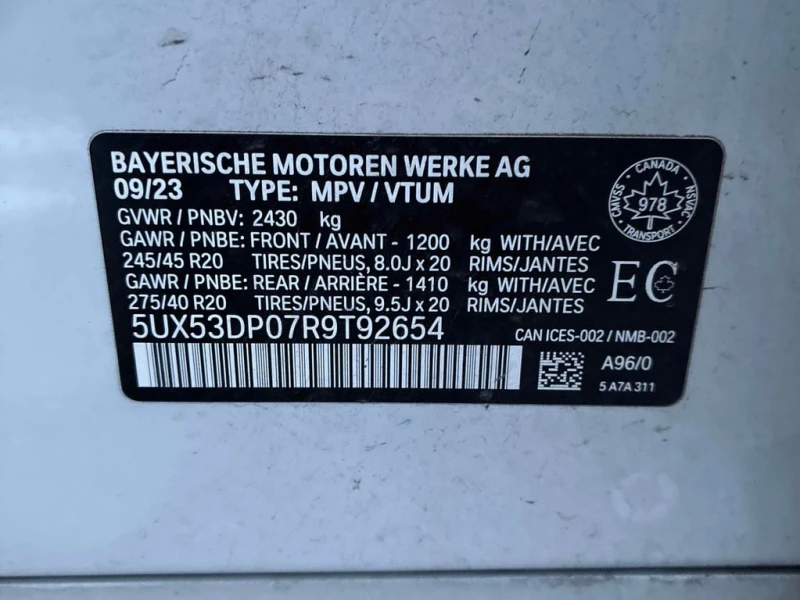 BAYERISCHE MOTOREN WERKE AG
09/23 TYPE: MPV / VTUM
GVWR / PNBV: 2430 kg
GAWR / PNBE: FRONT / AVANT - 1200 kg WITH/AVEC
245/45 R20 TIRES/PNEUS, 8.0J x 20 RIMS/JANTES
GAWR / PNBE: REAR / ARRIÈRE - 1410 kg WITH/AVEC
275/40 R20 TIRES/PNEUS, 9.5J x 20 RIMS/JANTES
5UX53DP07R9T92654
CANADA
CMVSS
978
NSVAC
TRANSPORT
EC
CAN ICES-002 / NMB-002
A96/0
5 A7A 311